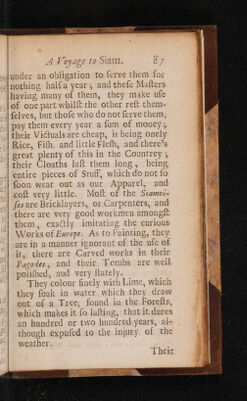 A Voyage to Siam. 87
under an obligation to ſerve them for
nothing half a year ; and theſe Maſters
having many of them, they make uſe
of one part whilſt the other reſt them-
ſelves, but thoſe who do not ſerve them,
pay them every year a ſum of money ;
their Victuals are cheap, it being onely
Rice, Fiſh, and little Fleſh, and there's
great plenty of this in the Country ;
their Cloaths laſt them long, being
entire pieces of Stuff, which do not ſo
ſoon wear out as our Apparel, and
coſt very little. Moſt of the Siamoi-
ſes are Bricklayers, or Carpenters, and
there are very good workmen amongſt
them, exactly imitating the curious
Works of Europe. As to Painting, they
are in a manner ignorant of the uſe of
it, there are Carved works in their
Pagodes, and their Tombs are well
poliſhed, and very ſtately.
They colour finely with Lime, which
they ſoak in water which they draw
out of a Tree, found in the Foreſts,
which makes it ſo laſting, that it dures
an hundred or two hundred years, al-
though expoſed to the injury of the
weather.
Their